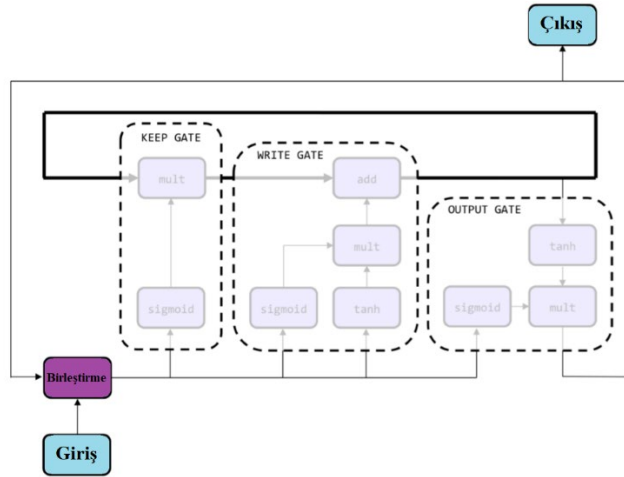 Çıkış
KEEP GATE
WRITE GATE
mult
add
OUTPUT GATE
mult
tanh
sigmoid
sigmoid
tanh
sigmoid
mult
Birleştirme
Giriş